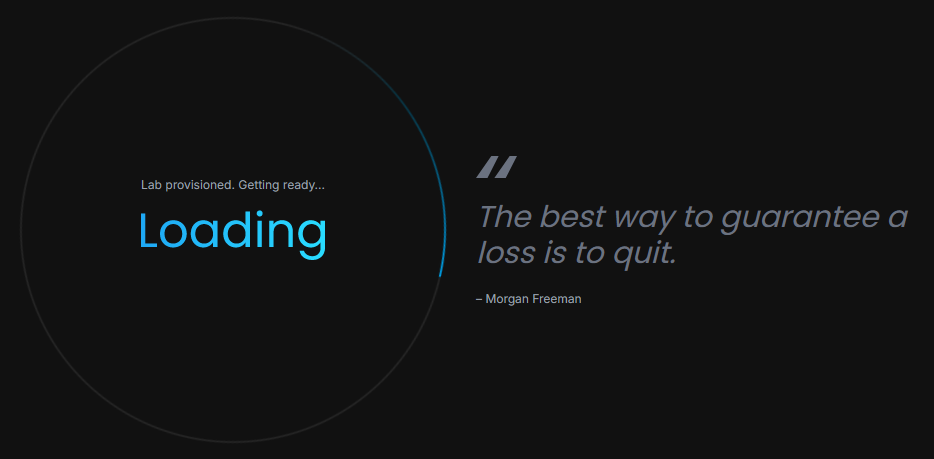 Lab provisioned. Getting ready...
Loading
"
The best way to guarantee a
loss is to quit.
– Morgan Freeman